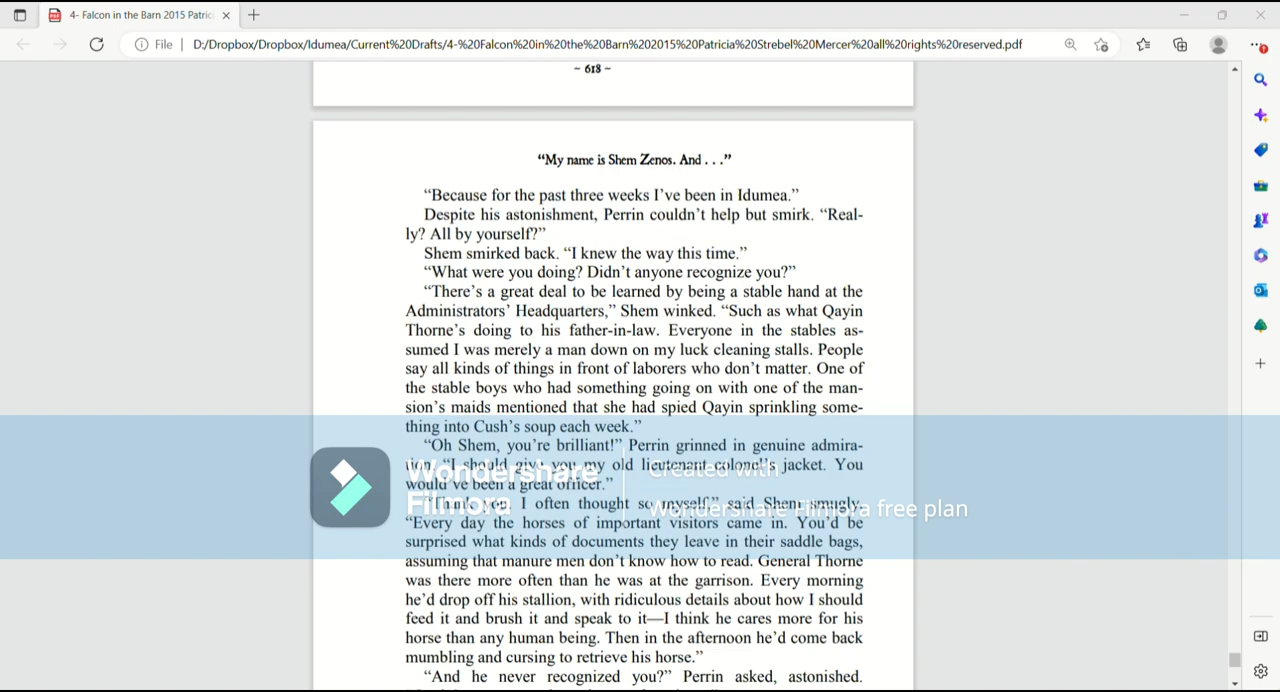 4- Falcon in the Barn 2015 Patric
File | D:/Dropbox/Dropbox/Idumea/Current%20Drafts/4-%20Falcon%20in%20the%20Barn%202015%20Patricia%20Strebel%20Mercer%20all%20rights%20reserved.pdf
~ 618 ~
“My name is Shem Zenos. And . . .”
“Because for the past three weeks I’ve been in Idumea.”
Despite his astonishment, Perrin couldn’t help but smirk. “Real-
ly? All by yourself?”
Shem smirked back. “I knew the way this time.”
“What were you doing? Didn’t anyone recognize you?”
“There’s a great deal to be learned by being a stable hand at the
Administrators’ Headquarters,” Shem winked. “Such as what Qayin
Thorne’s doing to his father-in-law. Everyone in the stables as-
sumed I was merely a man down on my luck cleaning stalls. People
say all kinds of things in front of laborers who don’t matter. One of
the stable boys who had something going on with one of the man-
sion’s maids mentioned that she had spied Qayin sprinkling some-
thing into Cush’s soup each week.”
“Oh Shem, you’re brilliant!” Perrin grinned in genuine admira-
tion. “I should give you my old lieutenant colonel’s jacket. You
would’ve been a great officer.”
“Thank you. I often thought so myself,” said Shem smugly.
“Every day the horses of important visitors came in. You’d be
surprised what kinds of documents they leave in their saddle bags,
assuming that manure men don’t know how to read. General Thorne
was there more often than he was at the garrison. Every morning
he’d drop off his stallion, with ridiculous details about how I should
feed it and brush it and speak to it—I think he cares more for his
horse than any human being. Then in the afternoon he’d come back
mumbling and cursing to retrieve his horse.”
“And he never recognized you?” Perrin asked, astonished.
Wondershare
Filmora
Created with
Wondershare Filmora free plan